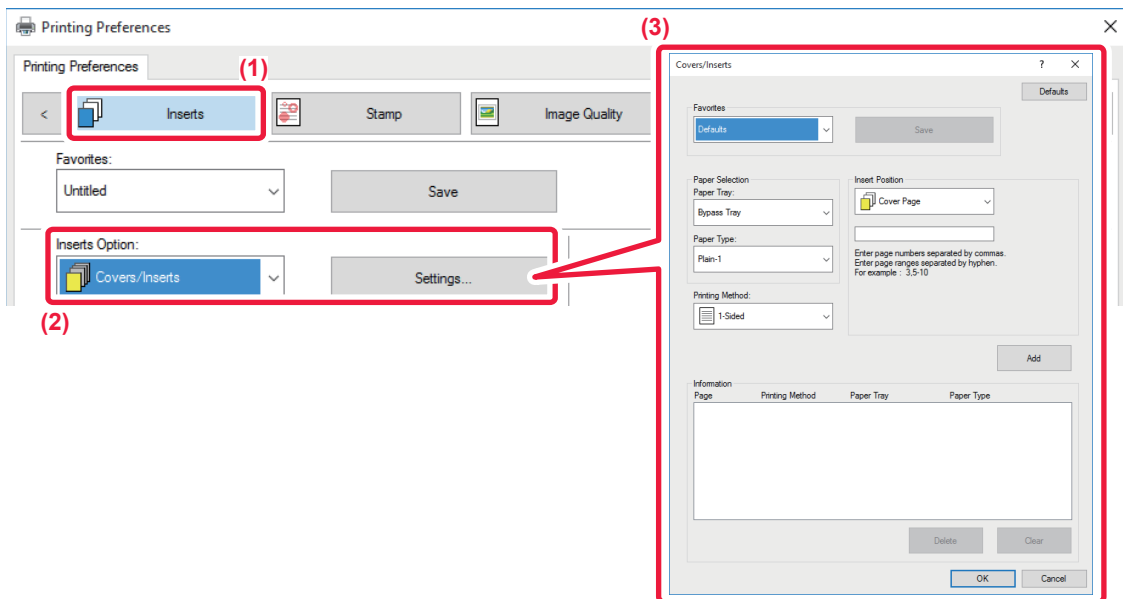 Printing Preferences
(3)
Printing Preferences
(1)
<
Inserts
Stamp
Image Quality
Favorites:
Untitled
Save
Inserts Option:
Covers/Inserts
Settings...
(2)
Covers/Inserts
?
Defaults
Favorites
Defaults
Save
Paper Selection
Paper Tray:
Bypass Tray
Paper Type:
Plain-1
Printing Method:
1-Sided
Insert Position
Cover Page
Enter page numbers separated by commas.
Enter page ranges separated by hyphen.
For example : 3,5-10
Add
Information
Page Printing Method Paper Tray Paper Type
Delete
Clear
OK
Cancel